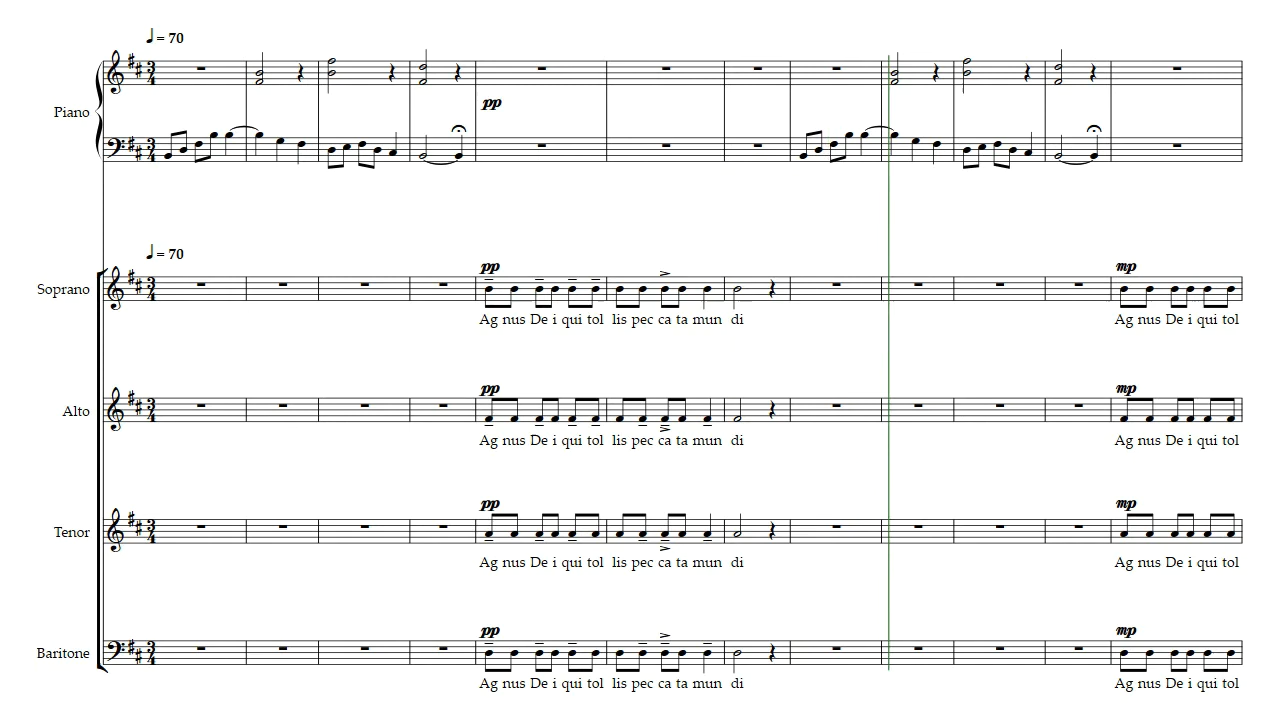 ♩ = 70
3/4
Piano
pp
♩ = 70
Soprano
pp mp
Ag nus De i qui tol lis pec ca ta mun di Ag nus De i qui tol
Alto
pp mp
Ag nus De i qui tol lis pec ca ta mun di Ag nus De i qui tol
Tenor
pp mp
Ag nus De i qui tol lis pec ca ta mun di Ag nus De i qui tol
Baritone
pp mp
Ag nus De i qui tol lis pec ca ta mun di Ag nus De i qui tol